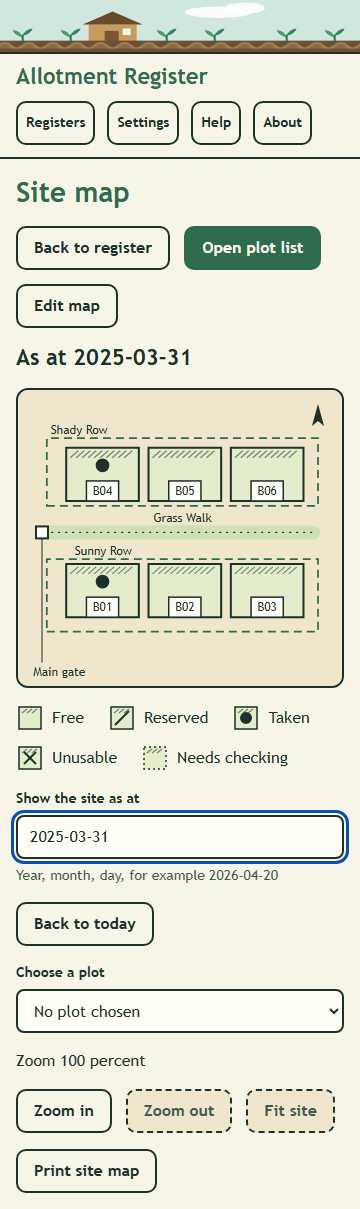 Allotment Register
Registers Settings Help About
Site map
Back to register Open plot list
Edit map
As at 2025-03-31
Shady Row
B04 B05 B06
Grass Walk
Sunny Row
B01 B02 B03
Main gate
Free Reserved Taken
Unusable Needs checking
Show the site as at
2025-03-31
Year, month, day, for example 2026-04-20
Back to today
Choose a plot
No plot chosen
Zoom 100 percent
Zoom in Zoom out Fit site
Print site map